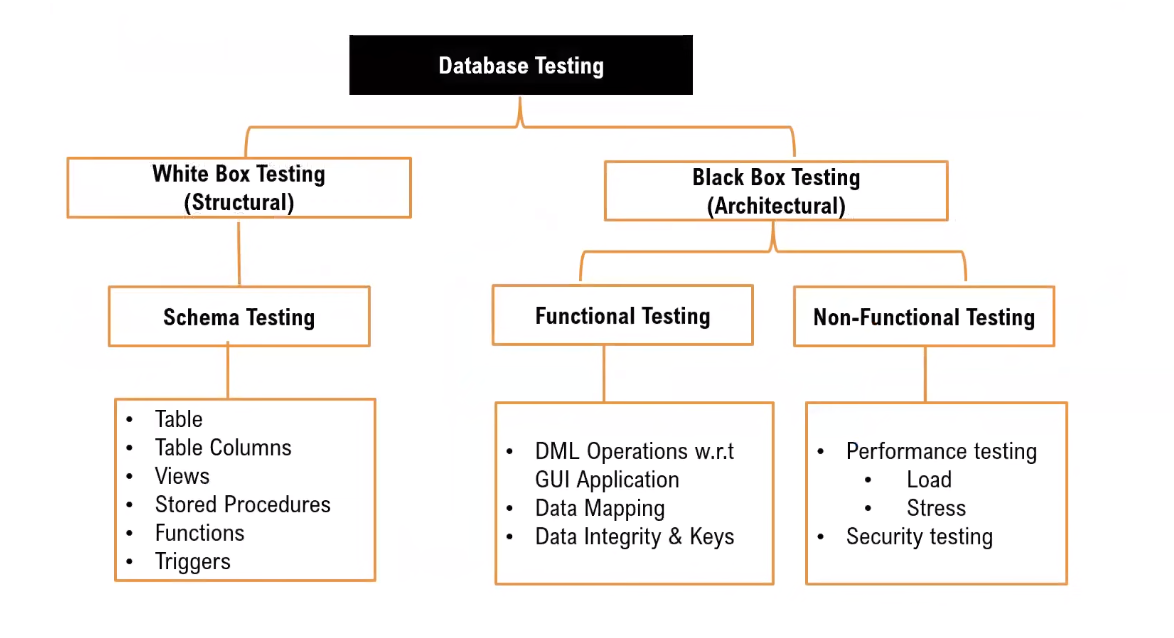 Database Testing
White Box Testing
(Structural)
Black Box Testing
(Architectural)
Schema Testing
Functional Testing
Non-Functional Testing
• Table
• Table Columns
• Views
• Stored Procedures
• Functions
• Triggers
• DML Operations w.r.t
GUI Application
• Data Mapping
• Data Integrity & Keys
• Performance testing
• Load
• Stress
• Security testing